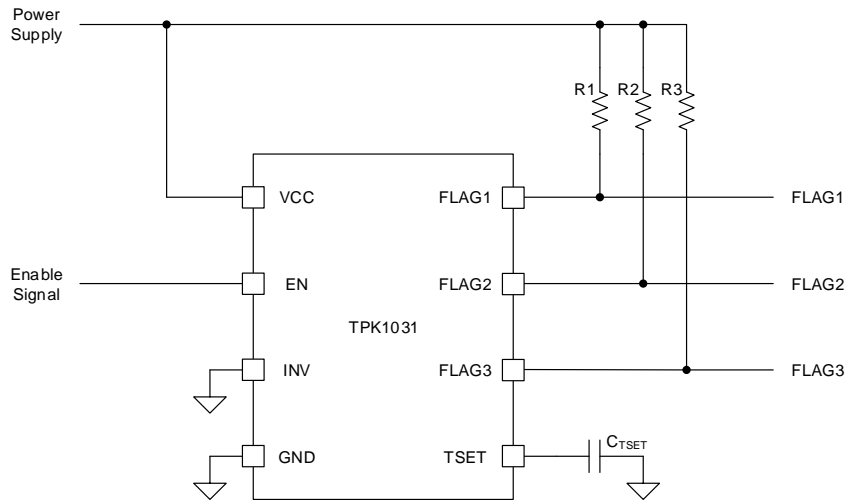 Power
Supply
R1 R2 R3
VCC FLAG1 FLAG1
Enable
Signal
EN FLAG2 FLAG2
TPK1031
INV FLAG3 FLAG3
GND TSET CTSET